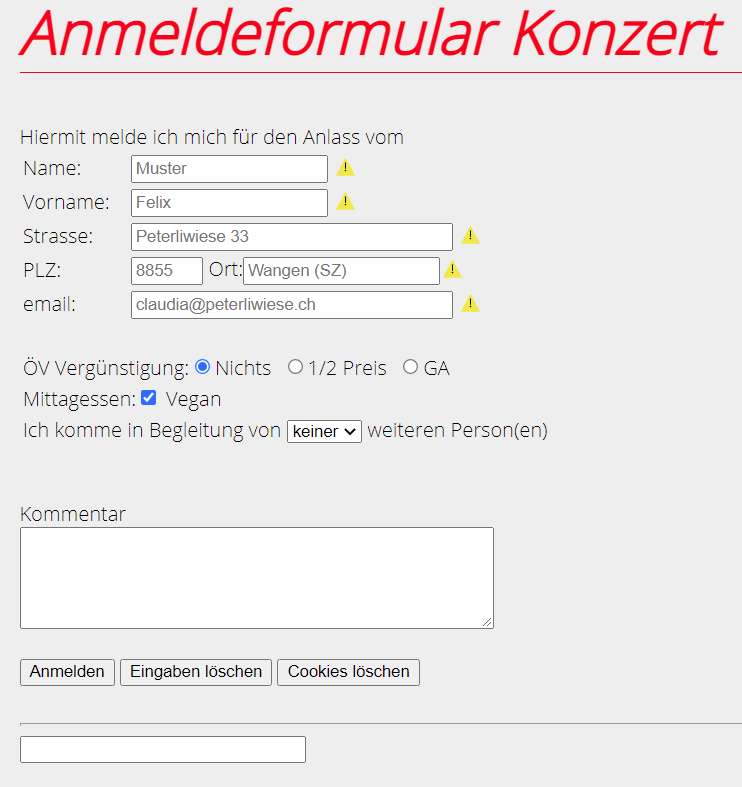 Anmeldeformular Konzert
Hiermit melde ich mich für den Anlass vom
Name: Muster
Vorname: Felix
Strasse: Peterliwiese 33
PLZ: 8855 Ort: Wangen (SZ)
email: claudia@peterliwiese.ch
ÖV Vergünstigung: Nichts 1/2 Preis GA
Mittagessen: Vegan
Ich komme in Begleitung von keiner weiteren Person(en)
Kommentar
Anmelden Eingaben löschen Cookies löschen